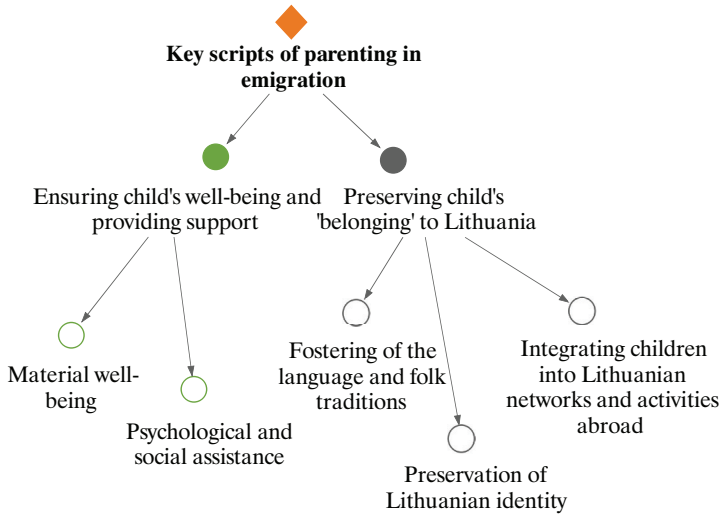 Key scripts of parenting in
emigration
Ensuring child's well-being and
providing support
Preserving child's
'belonging' to Lithuania
Material well-
being
Psychological and
social assistance
Fostering of the
language and folk
traditions
Preservation of
Lithuanian identity
Integrating children
into Lithuanian
networks and activities
abroad